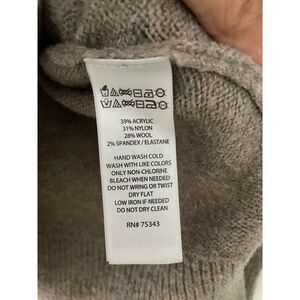 39% ACRYLIC
31% NYLON
28% WOOL
2% SPANDEX / ELASTANE
HAND WASH COLD
WASH WITH LIKE COLORS
ONLY NON-CHLORINE
BLEACH WHEN NEEDED
DO NOT WRING OR TWIST
DRY FLAT
LOW IRON IF NEEDED
DO NOT DRY CLEAN
RN# 75343